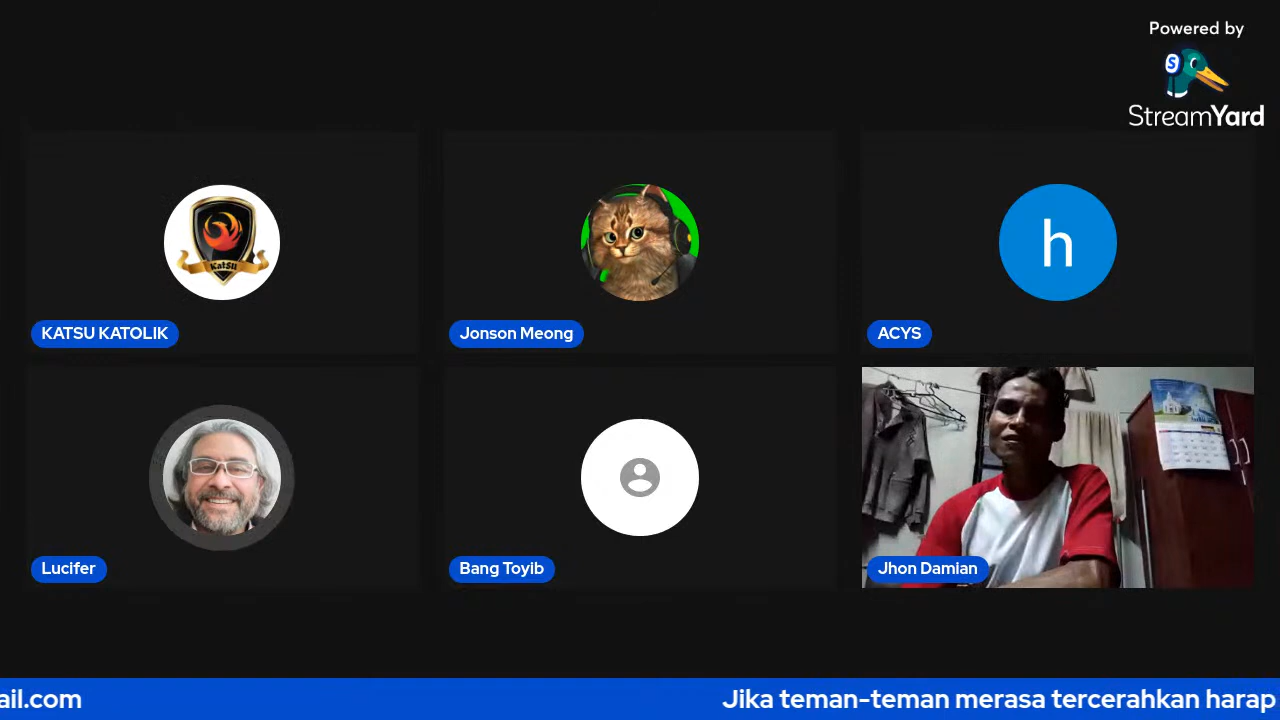 Powered by
StreamYard
KatSu
KATSU KATOLIK
Jonson Meong
h
ACYS
Lucifer
Bang Toyib
Jhon Damian
ail.com
Jika teman-teman merasa tercerahkan harap